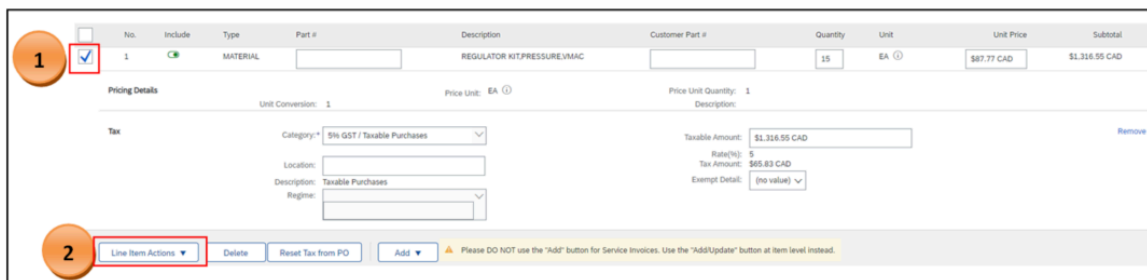 No. Include Type Part # Description Customer Part # Quantity Unit Unit Price Subtotal
1
1 MATERIAL REGULATOR KIT,PRESSURE,VMAC 15 EA $87.77 CAD $1,316.55 CAD
Pricing Details Price Unit: EA Price Unit Quantity: 1
Unit Conversion: 1 Description:
Tax Category:* 5% GST / Taxable Purchases Taxable Amount: $1,316.55 CAD Remove
Rate(%): 5
Location: Tax Amount: $65.83 CAD
Description: Taxable Purchases Exempt Detail: (no value)
Regime:
2
Line Item Actions ▼ Delete Reset Tax from PO Add ▼ Please DO NOT use the "Add" button for Service Invoices. Use the "Add/Update" button at item level instead.